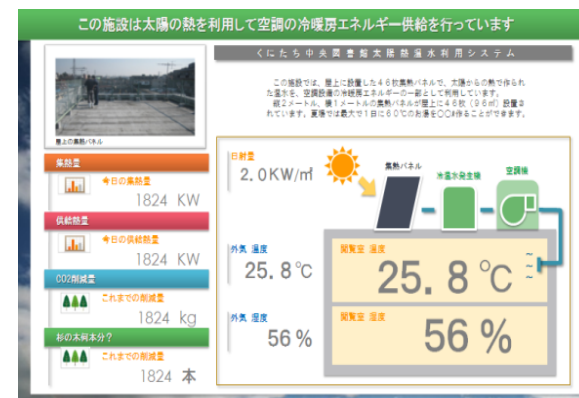 この施設は太陽の熱を利用して空調の冷暖房エネルギー供給を行っています
くにたち中央図書館太陽熱温水利用システム
この施設では、屋上に設置した46枚集熱パネルで、太陽からの熱で作られ
た温水を、空調設備の冷暖房エネルギーの一部として利用しています。
縦2メートル、横1メートルの集熱パネルが屋上に46枚（96㎡）設置さ
れています。夏場では最大で1日に60℃のお湯を〇〇ℓ作ることができます。
屋上の集熱パネル
集熱量
今日の集熱量
1824 KW
供給熱量
今日の供給熱量
1824 KW
CO2削減量
これまでの削減量
1824 kg
杉の木何本分？
これまでの削減量
1824 本
日射量
2.0KW/㎡
集熱パネル
冷温水発生機
空調機
外気 温度
25.8℃
閲覧室 温度
25.8℃
外気 湿度
56%
閲覧室 湿度
56%